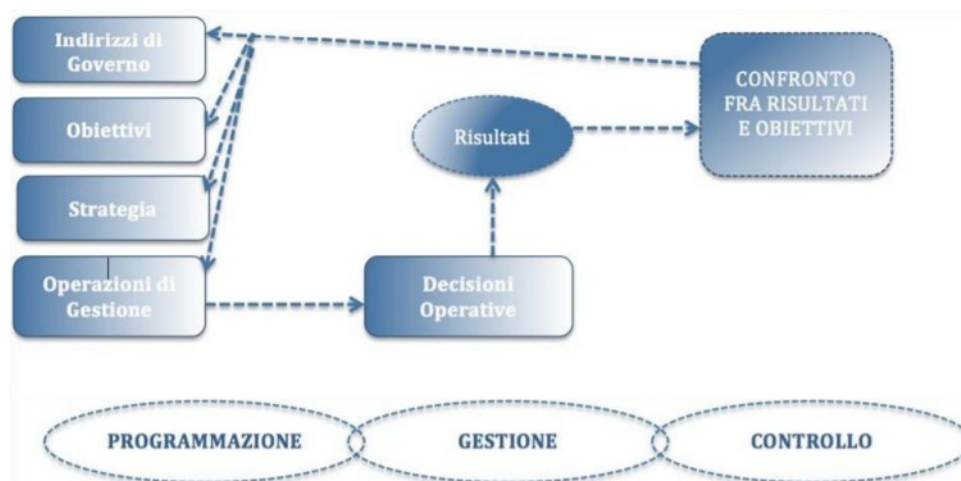 Indirizzi di
Governo
Obiettivi
Strategia
Operazioni di
Gestione
Decisioni
Operative
Risultati
CONFRONTO
FRA RISULTATI
E OBIETTIVI
PROGRAMMAZIONE
GESTIONE
CONTROLLO